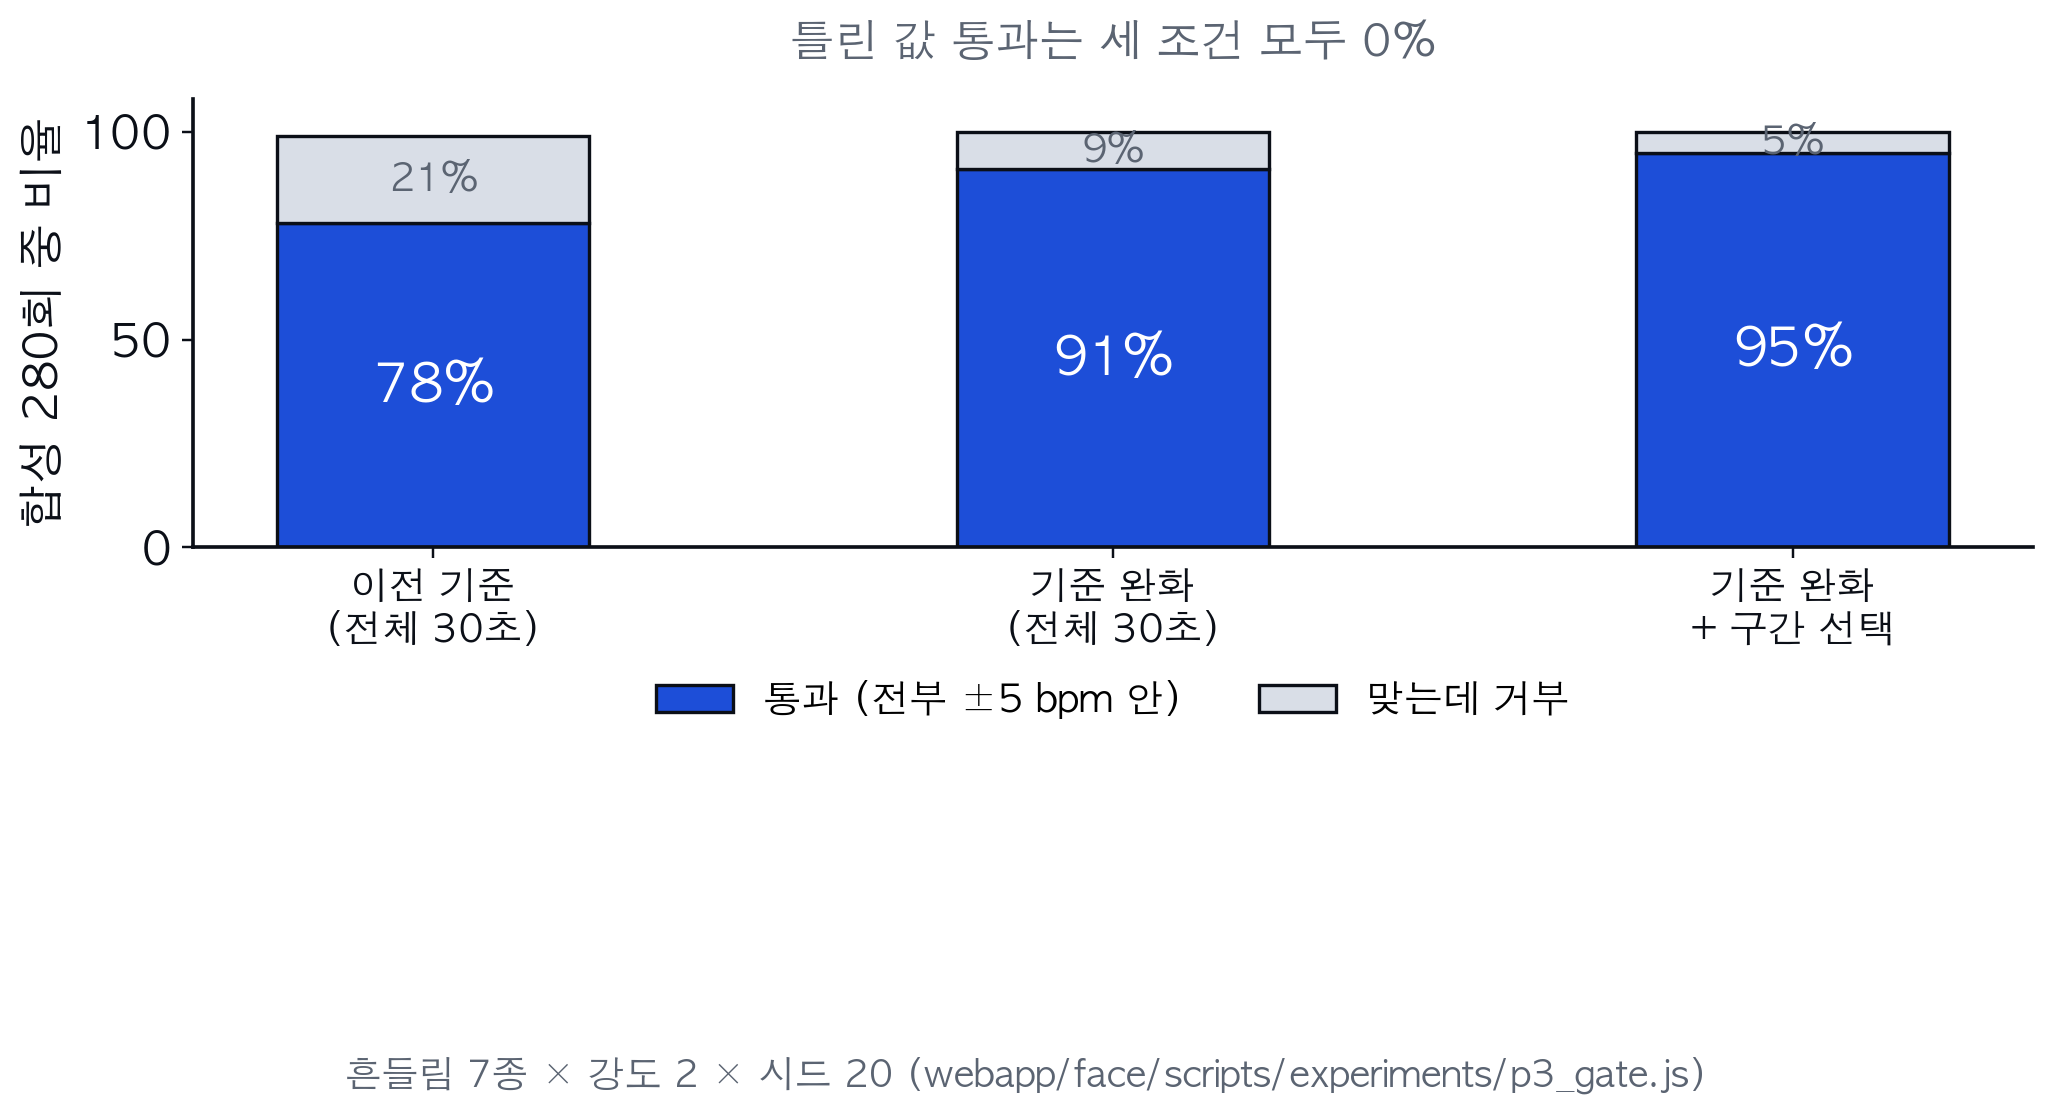 틀린 값 통과는 세 조건 모두 0%
합성 280회 중 비율
100
50
0
21%
78%
9%
91%
5%
95%
이전 기준
(전체 30초)
기준 완화
(전체 30초)
기준 완화
+ 구간 선택
통과 (전부 ±5 bpm 안)
맞는데 거부
흔들림 7종 × 강도 2 × 시드 20 (webapp/face/scripts/experiments/p3_gate.js)